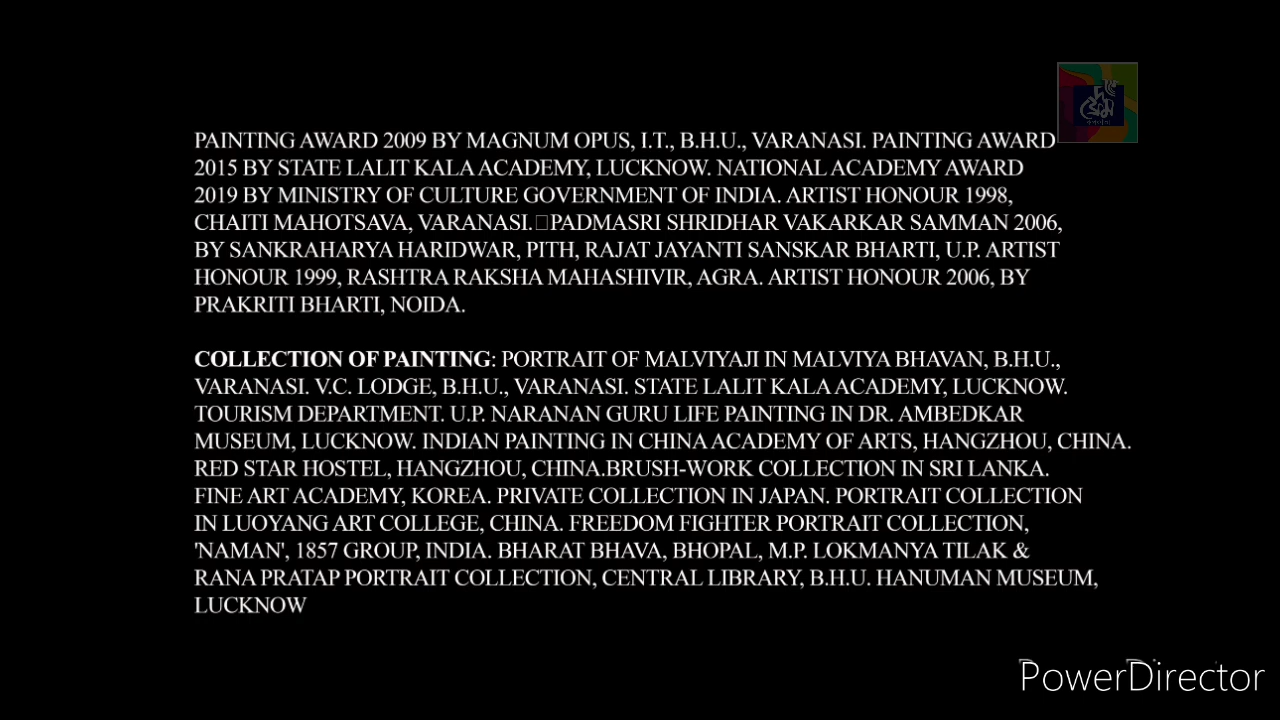 PAINTING AWARD 2009 BY MAGNUM OPUS, I.T., B.H.U., VARANASI. PAINTING AWARD
2015 BY STATE LALIT KALA ACADEMY, LUCKNOW. NATIONAL ACADEMY AWARD
2019 BY MINISTRY OF CULTURE GOVERNMENT OF INDIA. ARTIST HONOUR 1998,
CHAITI MAHOTSAVA, VARANASI.□PADMASRI SHRIDHAR VAKARKAR SAMMAN 2006,
BY SANKRAHARYA HARIDWAR, PITH, RAJAT JAYANTI SANSKAR BHARTI, U.P. ARTIST
HONOUR 1999, RASHTRA RAKSHA MAHASHIVIR, AGRA. ARTIST HONOUR 2006, BY
PRAKRITI BHARTI, NOIDA.
COLLECTION OF PAINTING: PORTRAIT OF MALVIYAJI IN MALVIYA BHAVAN, B.H.U.,
VARANASI. V.C. LODGE, B.H.U., VARANASI. STATE LALIT KALA ACADEMY, LUCKNOW.
TOURISM DEPARTMENT. U.P. NARANAN GURU LIFE PAINTING IN DR. AMBEDKAR
MUSEUM, LUCKNOW. INDIAN PAINTING IN CHINA ACADEMY OF ARTS, HANGZHOU, CHINA.
RED STAR HOSTEL, HANGZHOU, CHINA.BRUSH-WORK COLLECTION IN SRI LANKA.
FINE ART ACADEMY, KOREA. PRIVATE COLLECTION IN JAPAN. PORTRAIT COLLECTION
IN LUOYANG ART COLLEGE, CHINA. FREEDOM FIGHTER PORTRAIT COLLECTION,
'NAMAN', 1857 GROUP, INDIA. BHARAT BHAVA, BHOPAL, M.P. LOKMANYA TILAK &
RANA PRATAP PORTRAIT COLLECTION, CENTRAL LIBRARY, B.H.U. HANUMAN MUSEUM,
LUCKNOW
PowerDirector